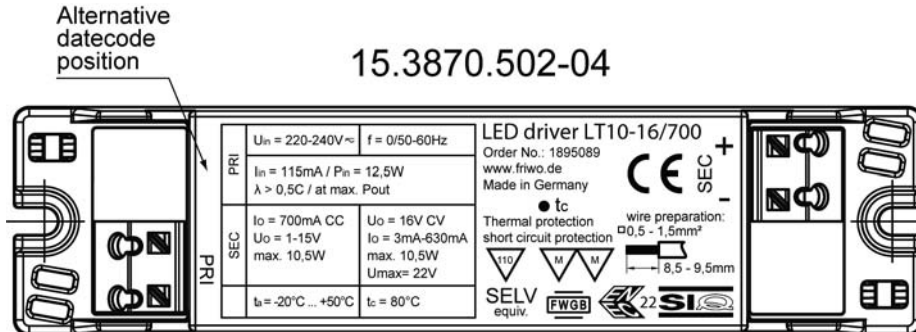 Alternative
datecode
position
15.3870.502-04
PRI
PRI
Uin = 220-240V≂
f = 0/50-60Hz
Iin = 115mA / Pin = 12,5W
λ > 0,5C / at max. Pout
SEC
Io = 700mA CC
Uo = 1-15V
max. 10,5W
Uo = 16V CV
Io = 3mA-630mA
max. 10,5W
Umax= 22V
ta = -20°C ... +50°C
tc = 80°C
LED driver LT10-16/700
Order No.: 1895089
www.friwo.de
Made in Germany
● tc
Thermal protection
short circuit protection
110
M
M
SELV
equiv.
FWGB
CE
SEC
+
-
wire preparation:
□0,5 - 1,5mm²
8,5 - 9,5mm
ENEC
22
SIQ